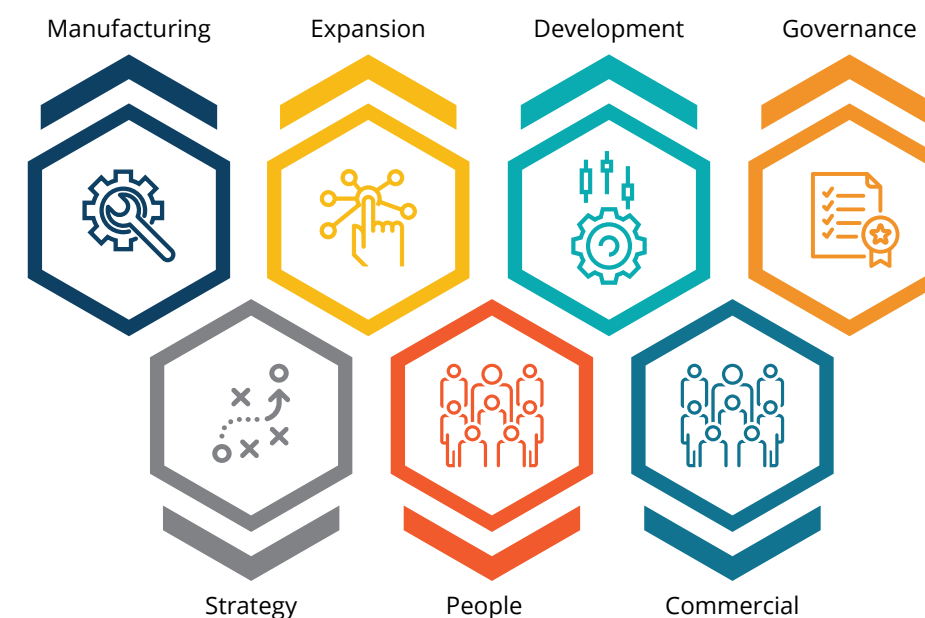 Manufacturing
Expansion
Development
Governance
Strategy
People
Commercial